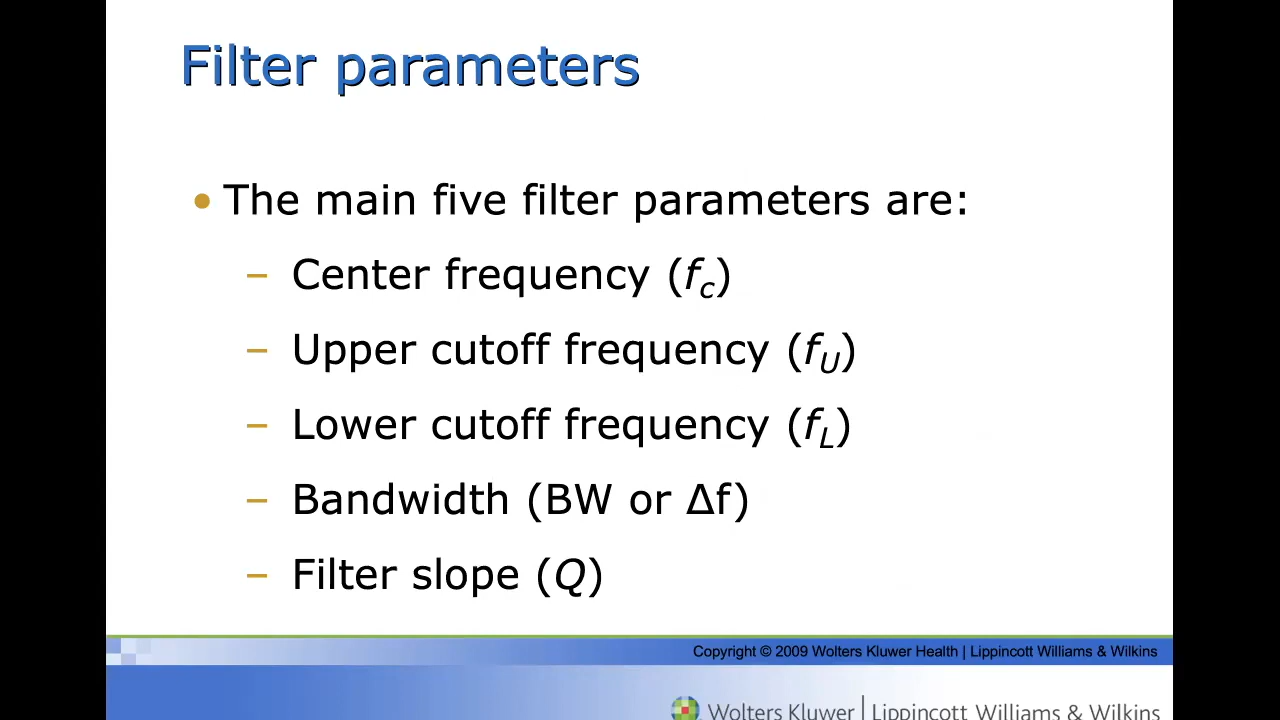 Filter parameters
• The main five filter parameters are:
– Center frequency (fc)
– Upper cutoff frequency (fU)
– Lower cutoff frequency (fL)
– Bandwidth (BW or Δf)
– Filter slope (Q)
Copyright © 2009 Wolters Kluwer Health | Lippincott Williams & Wilkins
Wolters Kluwer | Lippincott Williams & Wilkins